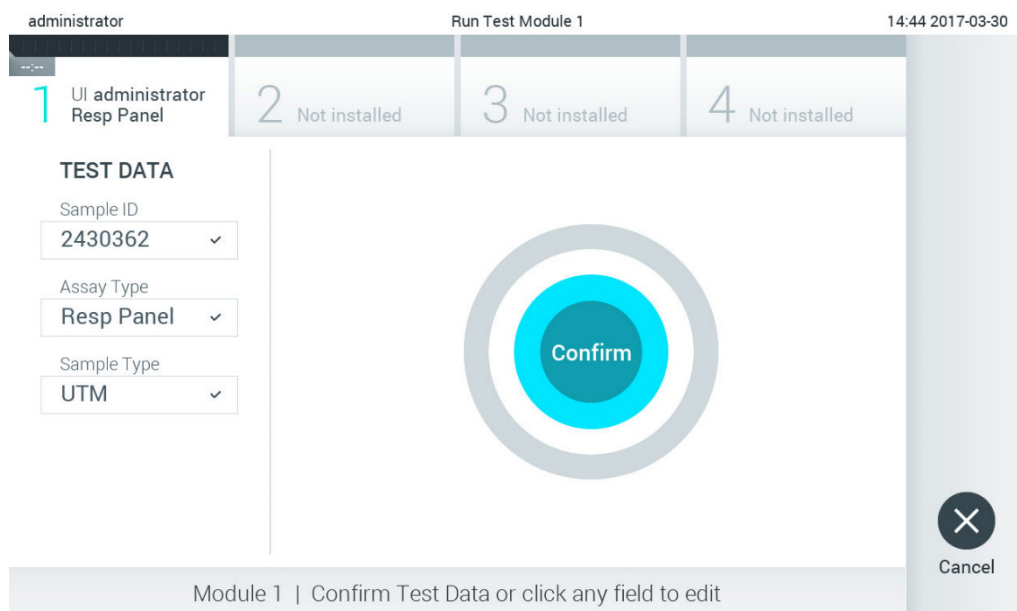 administrator Run Test Module 1 14:44 2017-03-30
--:--
1 UI administrator
Resp Panel
2 Not installed
3 Not installed
4 Not installed
TEST DATA
Sample ID
2430362
Assay Type
Resp Panel
Sample Type
UTM
Confirm
Cancel
Module 1 | Confirm Test Data or click any field to edit